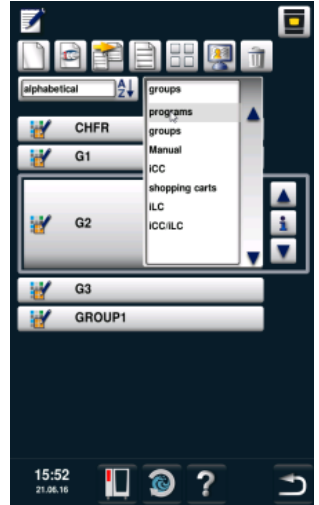 alphabetical
A
Z
groups
programs
groups
Manual
iCC
shopping carts
iLC
iCC/iLC
CHFR
G1
G2
i
G3
GROUP1
15:52
21.06.16
?